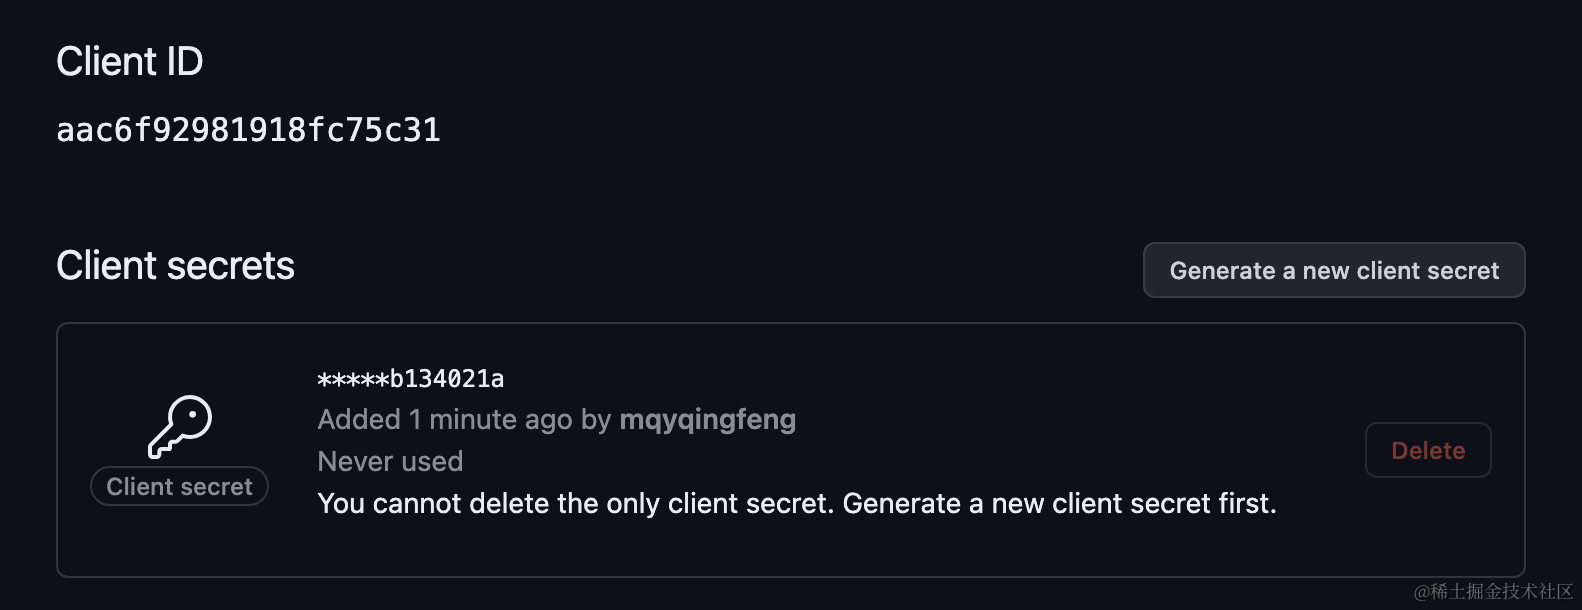 Client ID
aac6f92981918fc75c31
Client secrets
Generate a new client secret
*****b134021a
Added 1 minute ago by mqyqingfeng
Never used
You cannot delete the only client secret. Generate a new client secret first.
Client secret
Delete
@稀土掘金技术社区